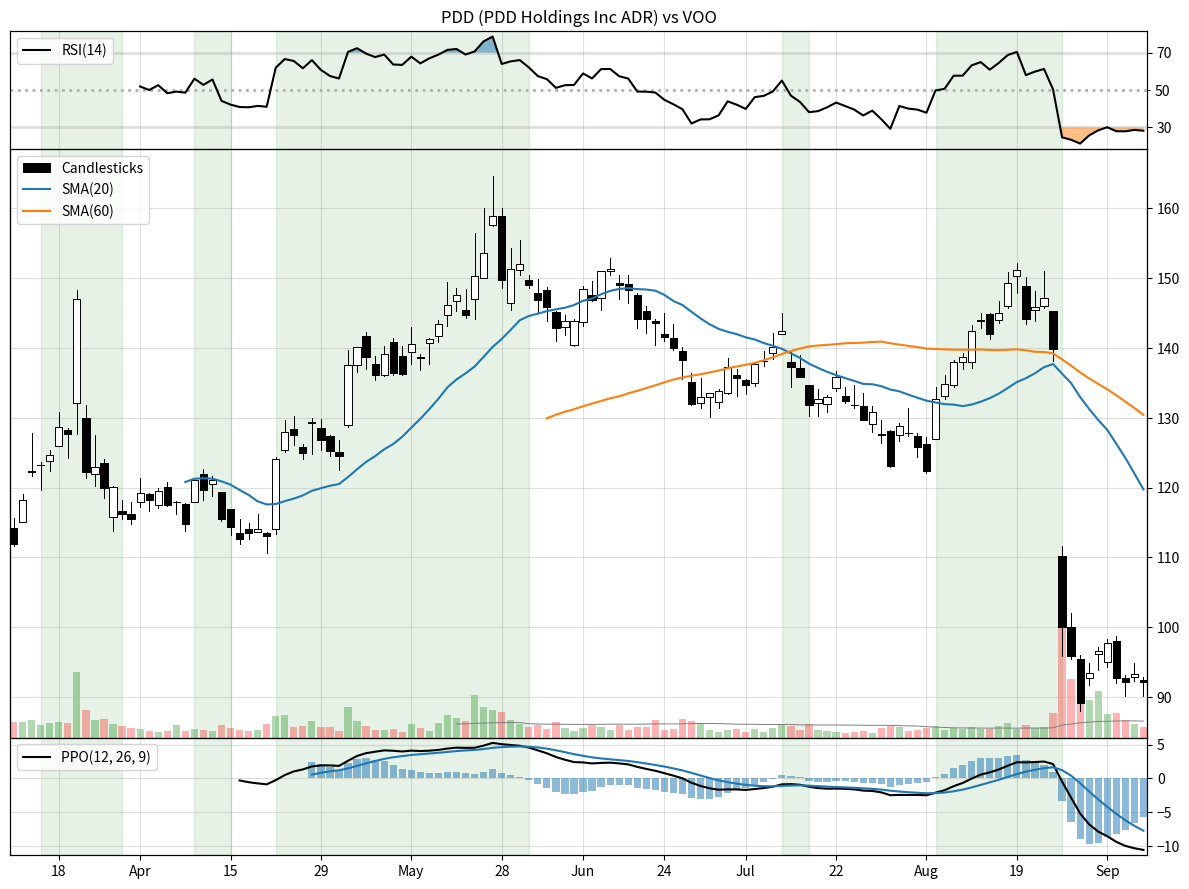 PDD (PDD Holdings Inc ADR) vs VOO
RSI(14)
70
50
30
Candlesticks
SMA(20)
SMA(60)
160
150
140
130
120
110
100
90
PPO(12, 26, 9)
5
0
−5
−10
18 Apr 15 29 May 28 Jun 24 Jul 22 Aug 19 Sep